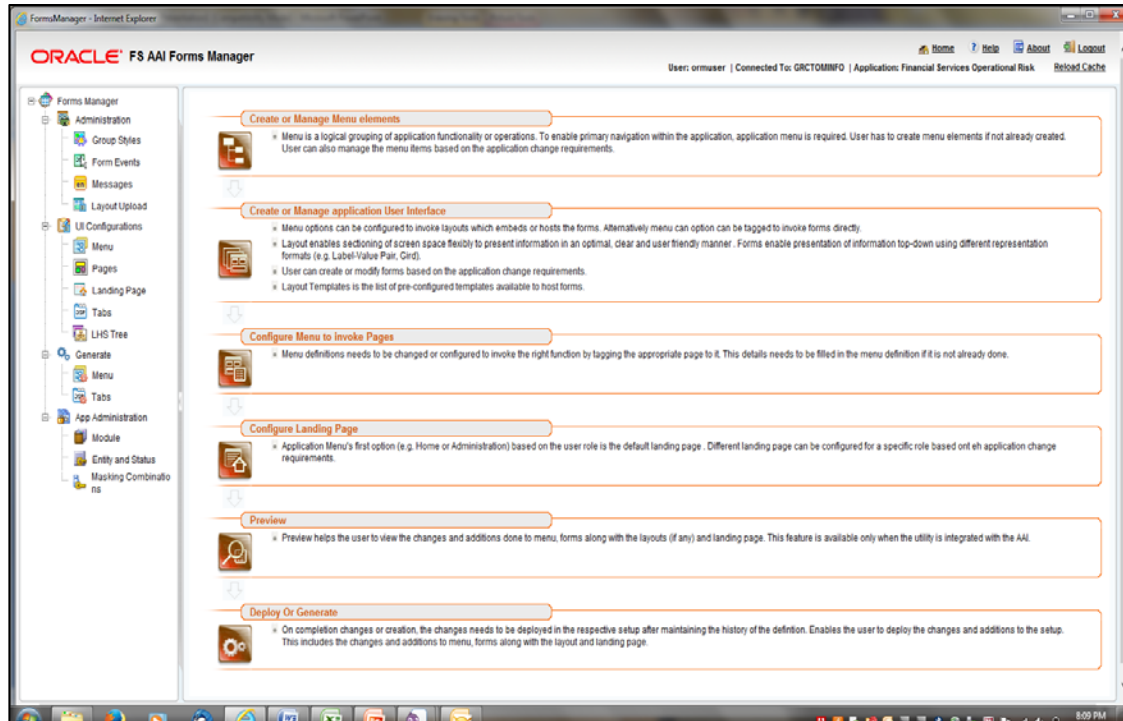 FormsManager - Internet Explorer
ORACLE® FS AAI Forms Manager
Home Help About Logout
User: ormuser | Connected To: GRCTOMINFO | Application: Financial Services Operational Risk Reload Cache
Forms Manager
Administration
Group Styles
Form Events
en Messages
Layout Upload
UI Configurations
Menu
Pages
Landing Page
Tabs
LHS Tree
Generate
Menu
Tabs
App Administration
Module
Entity and Status
Masking Combinatio
ns
Create or Manage Menu elements
Menu is a logical grouping of application functionality or operations. To enable primary navigation within the application, application menu is required. User has to create menu elements if not already created.
User can also manage the menu items based on the application change requirements.
Create or Manage application User Interface
Menu options can be configured to invoke layouts which embeds or hosts the forms. Alternatively menu can option can be tagged to invoke forms directly.
Layout enables sectioning of screen space flexibly to present information in an optimal, clear and user friendly manner . Forms enable presentation of information top-down using different representation
formats (e.g. Label-Value Pair, Gird).
User can create or modify forms based on the application change requirements.
Layout Templates is the list of pre-configured templates available to host forms.
Configure Menu to invoke Pages
Menu definitions needs to be changed or configured to invoke the right function by tagging the appropriate page to it. This details needs to be filled in the menu definition if it is not already done.
Configure Landing Page
Application Menu's first option (e.g. Home or Administration) based on the user role is the default landing page . Different landing page can be configured for a specific role based ont eh application change
requirements.
Preview
Preview helps the user to view the changes and additions done to menu, forms along with the layouts (if any) and landing page. This feature is available only when the utility is integrated with the AAI.
Deploy Or Generate
On completion changes or creation, the changes needs to be deployed in the respective setup after maintaining the history of the defintion. Enables the user to deploy the changes and additions to the setup.
This includes the changes and additions to menu, forms along with the layout and landing page.
8:09 PM